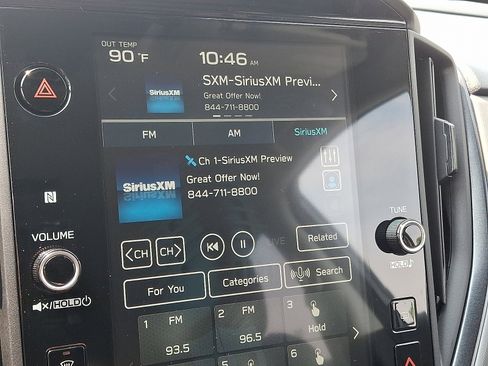 OUT TEMP
90 °F
10:46 AM
SXM-SiriusXM Previ...
SiriusXM
Great Offer Now!
844-711-8800
FM
AM
SiriusXM
SiriusXM
Ch 1-SiriusXM Preview
Great Offer Now!
844-711-8800
N
VOLUME
TUNE
CH
CH
LIVE
Related
HOLD
HOLD
For You
Categories
Search
1 FM
93.5
2 FM
96.5
3
Hold
5
6